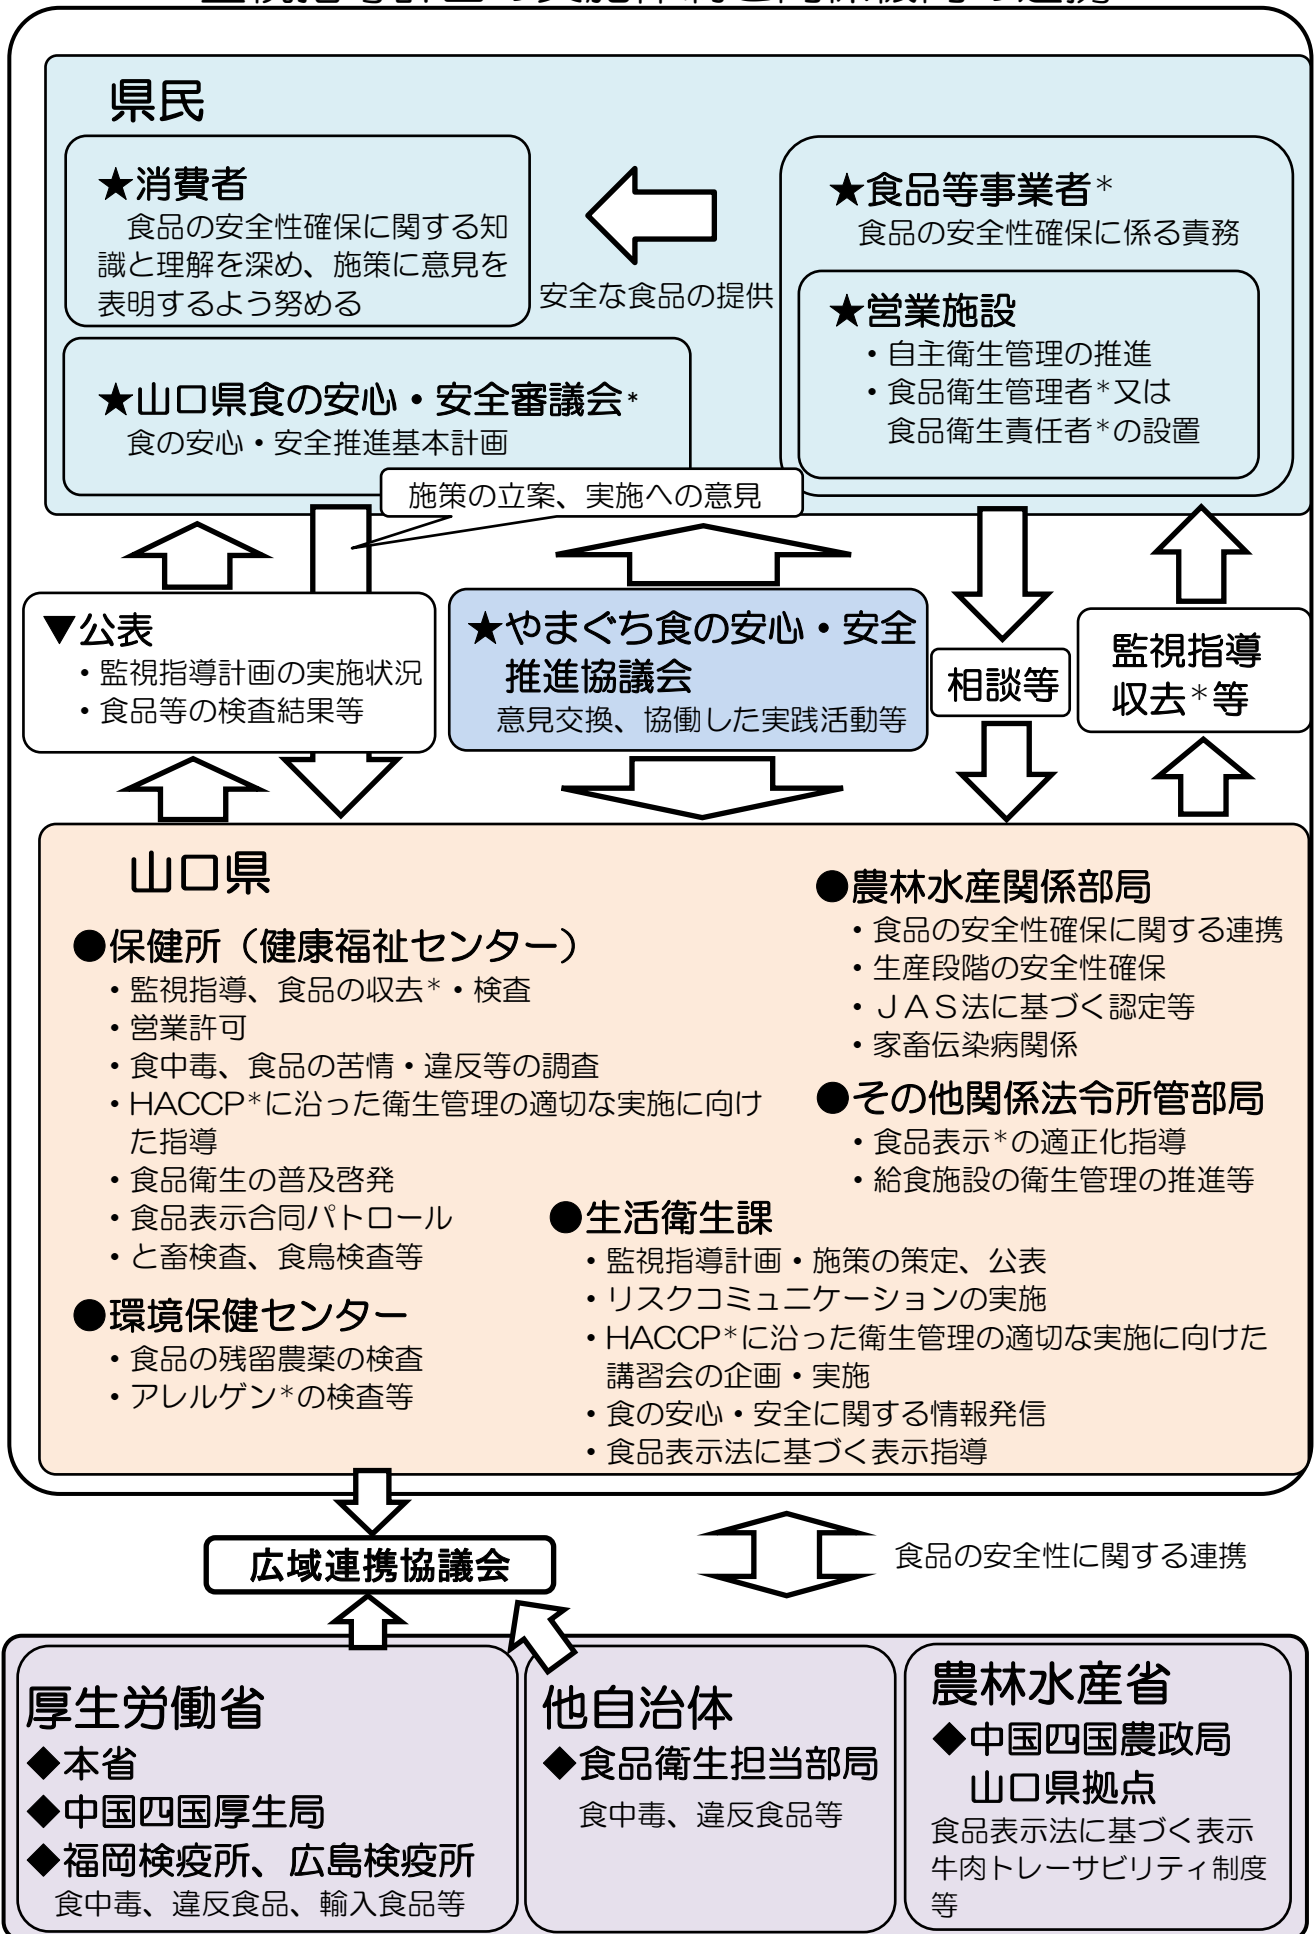 県民
★消費者
食品の安全性確保に関する知
識と理解を深め、施策に意見を
表明するよう努める
安全な食品の提供
★食品等事業者*
食品の安全性確保に係る責務
★営業施設
・自主衛生管理の推進
・食品衛生管理者*又は
食品衛生責任者*の設置
★山口県食の安心・安全審議会*
食の安心・安全推進基本計画
施策の立案、実施への意見
▼公表
・監視指導計画の実施状況
・食品等の検査結果等
★やまぐち食の安心・安全
推進協議会
意見交換、協働した実践活動等
相談等
監視指導
収去*等
山口県
●保健所（健康福祉センター）
・監視指導、食品の収去*・検査
・営業許可
・食中毒、食品の苦情・違反等の調査
・HACCP*に沿った衛生管理の適切な実施に向け
た指導
・食品衛生の普及啓発
・食品表示合同パトロール
・と畜検査、食鳥検査等
●環境保健センター
・食品の残留農薬の検査
・アレルゲン*の検査等
●農林水産関係部局
・食品の安全性確保に関する連携
・生産段階の安全性確保
・ＪＡＳ法に基づく認定等
・家畜伝染病関係
●その他関係法令所管部局
・食品表示*の適正化指導
・給食施設の衛生管理の推進等
●生活衛生課
・監視指導計画・施策の策定、公表
・リスクコミュニケーションの実施
・HACCP*に沿った衛生管理の適切な実施に向けた
講習会の企画・実施
・食の安心・安全に関する情報発信
・食品表示法に基づく表示指導
広域連携協議会
食品の安全性に関する連携
厚生労働省
◆本省
◆中国四国厚生局
◆福岡検疫所、広島検疫所
食中毒、違反食品、輸入食品等
他自治体
◆食品衛生担当部局
食中毒、違反食品等
農林水産省
◆中国四国農政局
山口県拠点
食品表示法に基づく表示
牛肉トレーサビリティ制度
等